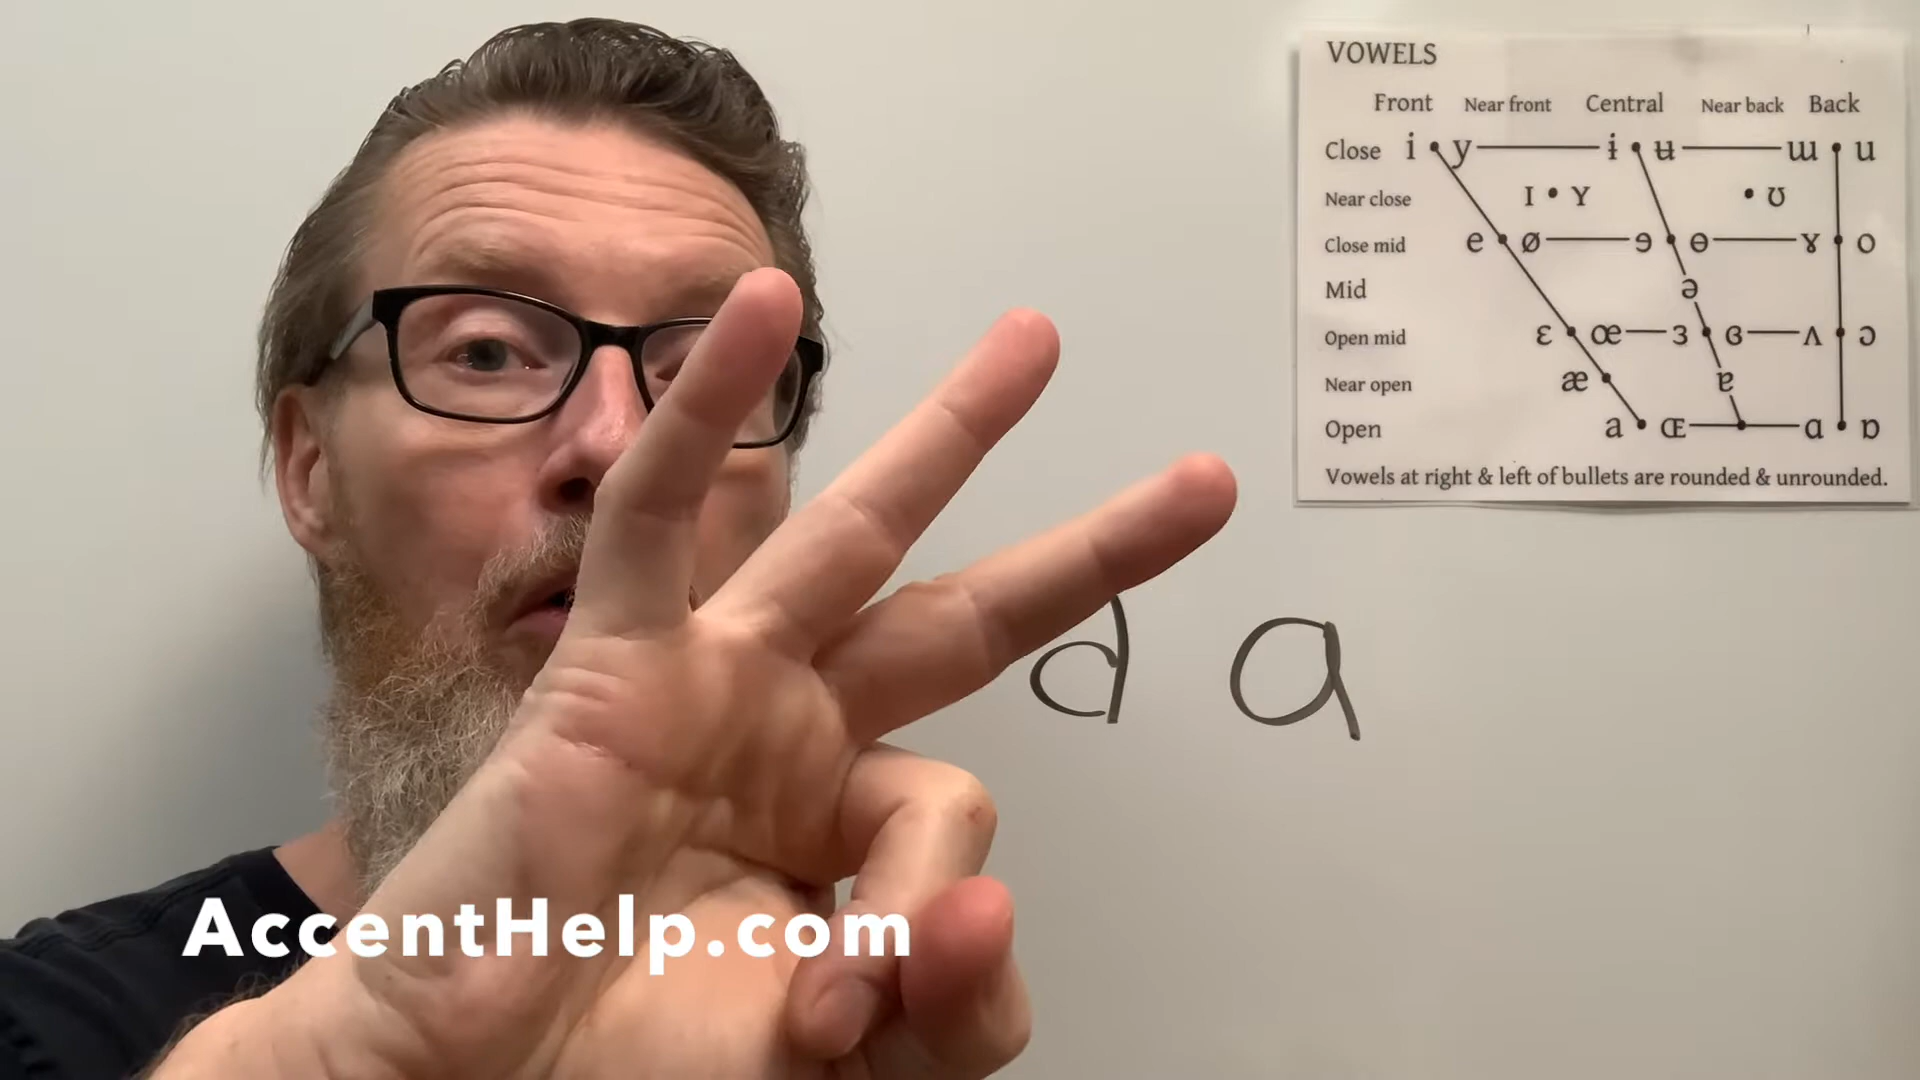 VOWELS
Front Near front Central Near back Back
Close i y ɨ ʉ ɯ u
Near close ɪ ʏ ʊ
Close mid e ø ɘ ɵ ɤ o
Mid ə
Open mid ɛ œ ɜ ɞ ʌ ɔ
Near open æ ɐ
Open a ɶ ɑ ɒ
Vowels at right & left of bullets are rounded & unrounded.
d a
AccentHelp.com